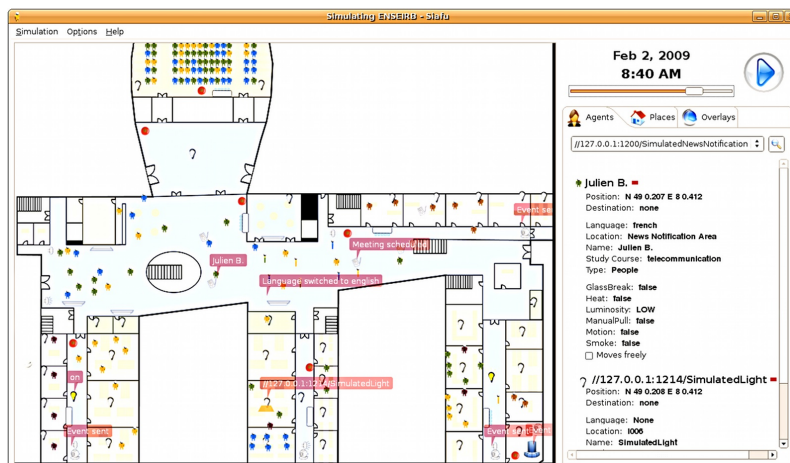 Simulating ENSEIRB - Siafu
Simulation Options Help
Feb 2, 2009
8:40 AM
Agents Places Overlays
//127.0.0.1:1200/SimulatedNewsNotification
Julien B.
Position: N 49 0.207 E 8 0.412
Destination: none
Language: french
Location: News Notification Area
Name: Julien B.
Study Course: telecommunication
Type: People
GlassBreak: false
Heat: false
Luminosity: LOW
ManualPull: false
Motion: false
Smoke: false
Moves freely
//127.0.0.1:1214/SimulatedLight
Position: N 49 0.208 E 8 0.412
Destination: none
Language: None
Location: I006
Name: SimulatedLight
Event se
Meeting schedu
Julien B.
Language switched to english
//127.0.0.1:1214/SimulatedLight
on
Event sent
Event sent